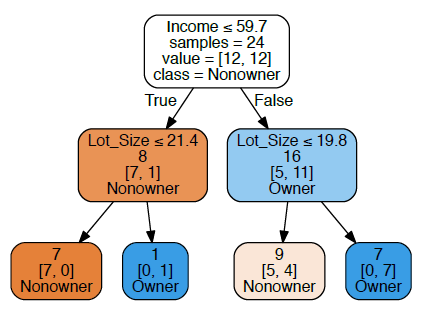 Income ≤ 59.7
samples = 24
value = [12, 12]
class = Nonowner
True
False
Lot_Size ≤ 21.4
8
[7, 1]
Nonowner
Lot_Size ≤ 19.8
16
[5, 11]
Owner
7
[7, 0]
Nonowner
1
[0, 1]
Owner
9
[5, 4]
Nonowner
7
[0, 7]
Owner